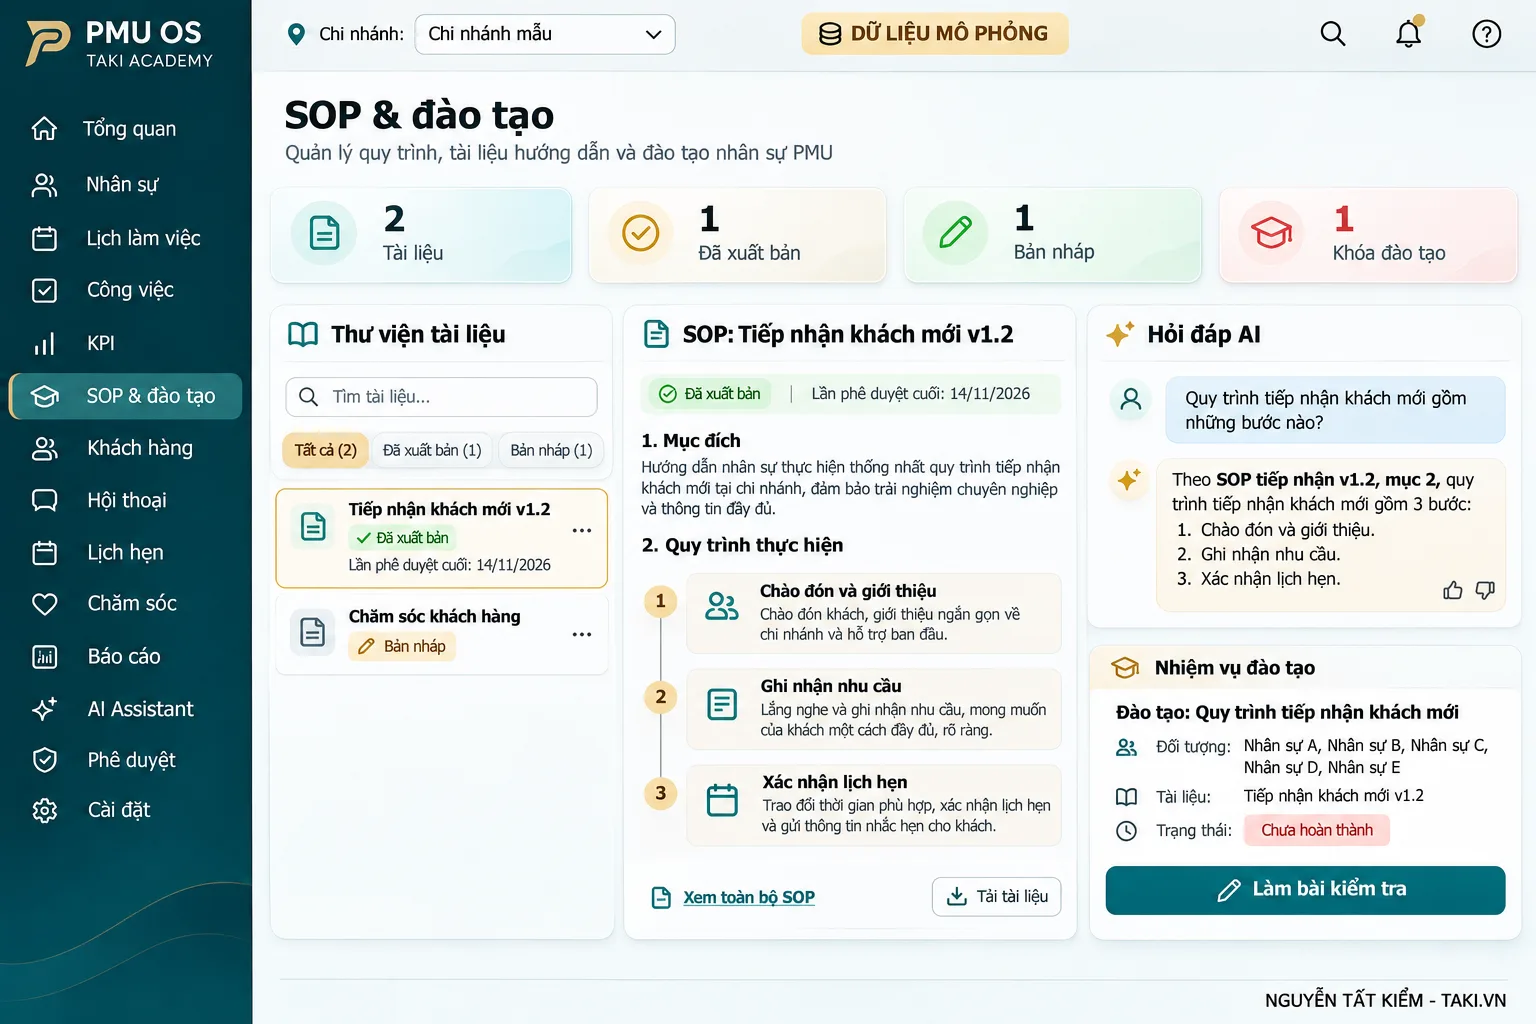 PMU OS
TAKI ACADEMY
Chi nhánh:
Chi nhánh mẫu
DỮ LIỆU MÔ PHỎNG
Tổng quan
Nhân sự
Lịch làm việc
Công việc
KPI
SOP & đào tạo
Khách hàng
Hội thoại
Lịch hẹn
Chăm sóc
Báo cáo
AI Assistant
Phê duyệt
Cài đặt
SOP & đào tạo
Quản lý quy trình, tài liệu hướng dẫn và đào tạo nhân sự PMU
2
Tài liệu
1
Đã xuất bản
1
Bản nháp
1
Khóa đào tạo
Thư viện tài liệu
Tìm tài liệu...
Tất cả (2)
Đã xuất bản (1)
Bản nháp (1)
Tiếp nhận khách mới v1.2
Đã xuất bản
Lần phê duyệt cuối: 14/11/2026
Chăm sóc khách hàng
Bản nháp
SOP: Tiếp nhận khách mới v1.2
Đã xuất bản | Lần phê duyệt cuối: 14/11/2026
1. Mục đích
Hướng dẫn nhân sự thực hiện thống nhất quy trình tiếp nhận
khách mới tại chi nhánh, đảm bảo trải nghiệm chuyên nghiệp
và thông tin đầy đủ.
2. Quy trình thực hiện
1
Chào đón và giới thiệu
Chào đón khách, giới thiệu ngắn gọn về
chi nhánh và hỗ trợ ban đầu.
2
Ghi nhận nhu cầu
Lắng nghe và ghi nhận nhu cầu, mong muốn
của khách một cách đầy đủ, rõ ràng.
3
Xác nhận lịch hẹn
Trao đổi thời gian phù hợp, xác nhận lịch hẹn
và gửi thông tin nhắc hẹn cho khách.
Xem toàn bộ SOP
Tải tài liệu
Hỏi đáp AI
Quy trình tiếp nhận khách mới gồm
những bước nào?
Theo SOP tiếp nhận v1.2, mục 2, quy
trình tiếp nhận khách mới gồm 3 bước:
1. Chào đón và giới thiệu.
2. Ghi nhận nhu cầu.
3. Xác nhận lịch hẹn.
Nhiệm vụ đào tạo
Đào tạo: Quy trình tiếp nhận khách mới
Đối tượng: Nhân sự A, Nhân sự B, Nhân sự C,
Nhân sự D, Nhân sự E
Tài liệu: Tiếp nhận khách mới v1.2
Trạng thái: Chưa hoàn thành
Làm bài kiểm tra
NGUYỄN TẤT KIỂM - TAKI.VN